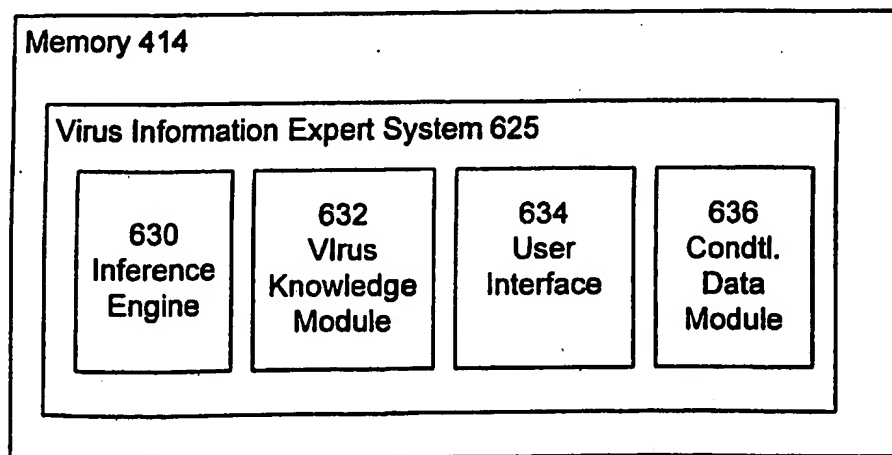 Memory 414
Virus Information Expert System 625
630
Inference
Engine
632
VIrus
Knowledge
Module
634
User
Interface
636
Condtl.
Data
Module